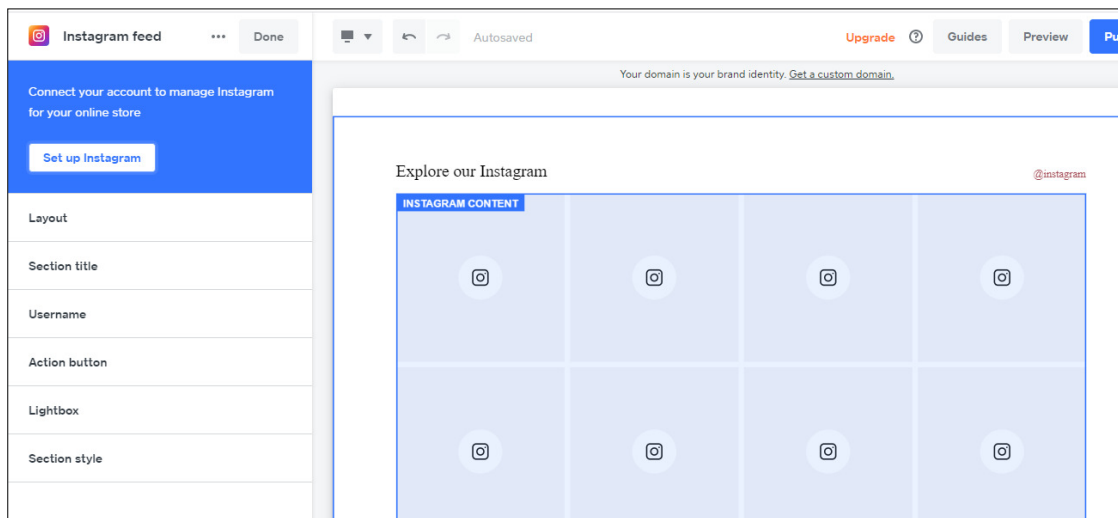 Instagram feed
Done
Autosaved
Upgrade
Guides
Preview
Connect your account to manage Instagram
for your online store
Set up Instagram
Layout
Section title
Username
Action button
Lightbox
Section style
Your domain is your brand identity. Get a custom domain.
Explore our Instagram
@instagram
INSTAGRAM CONTENT